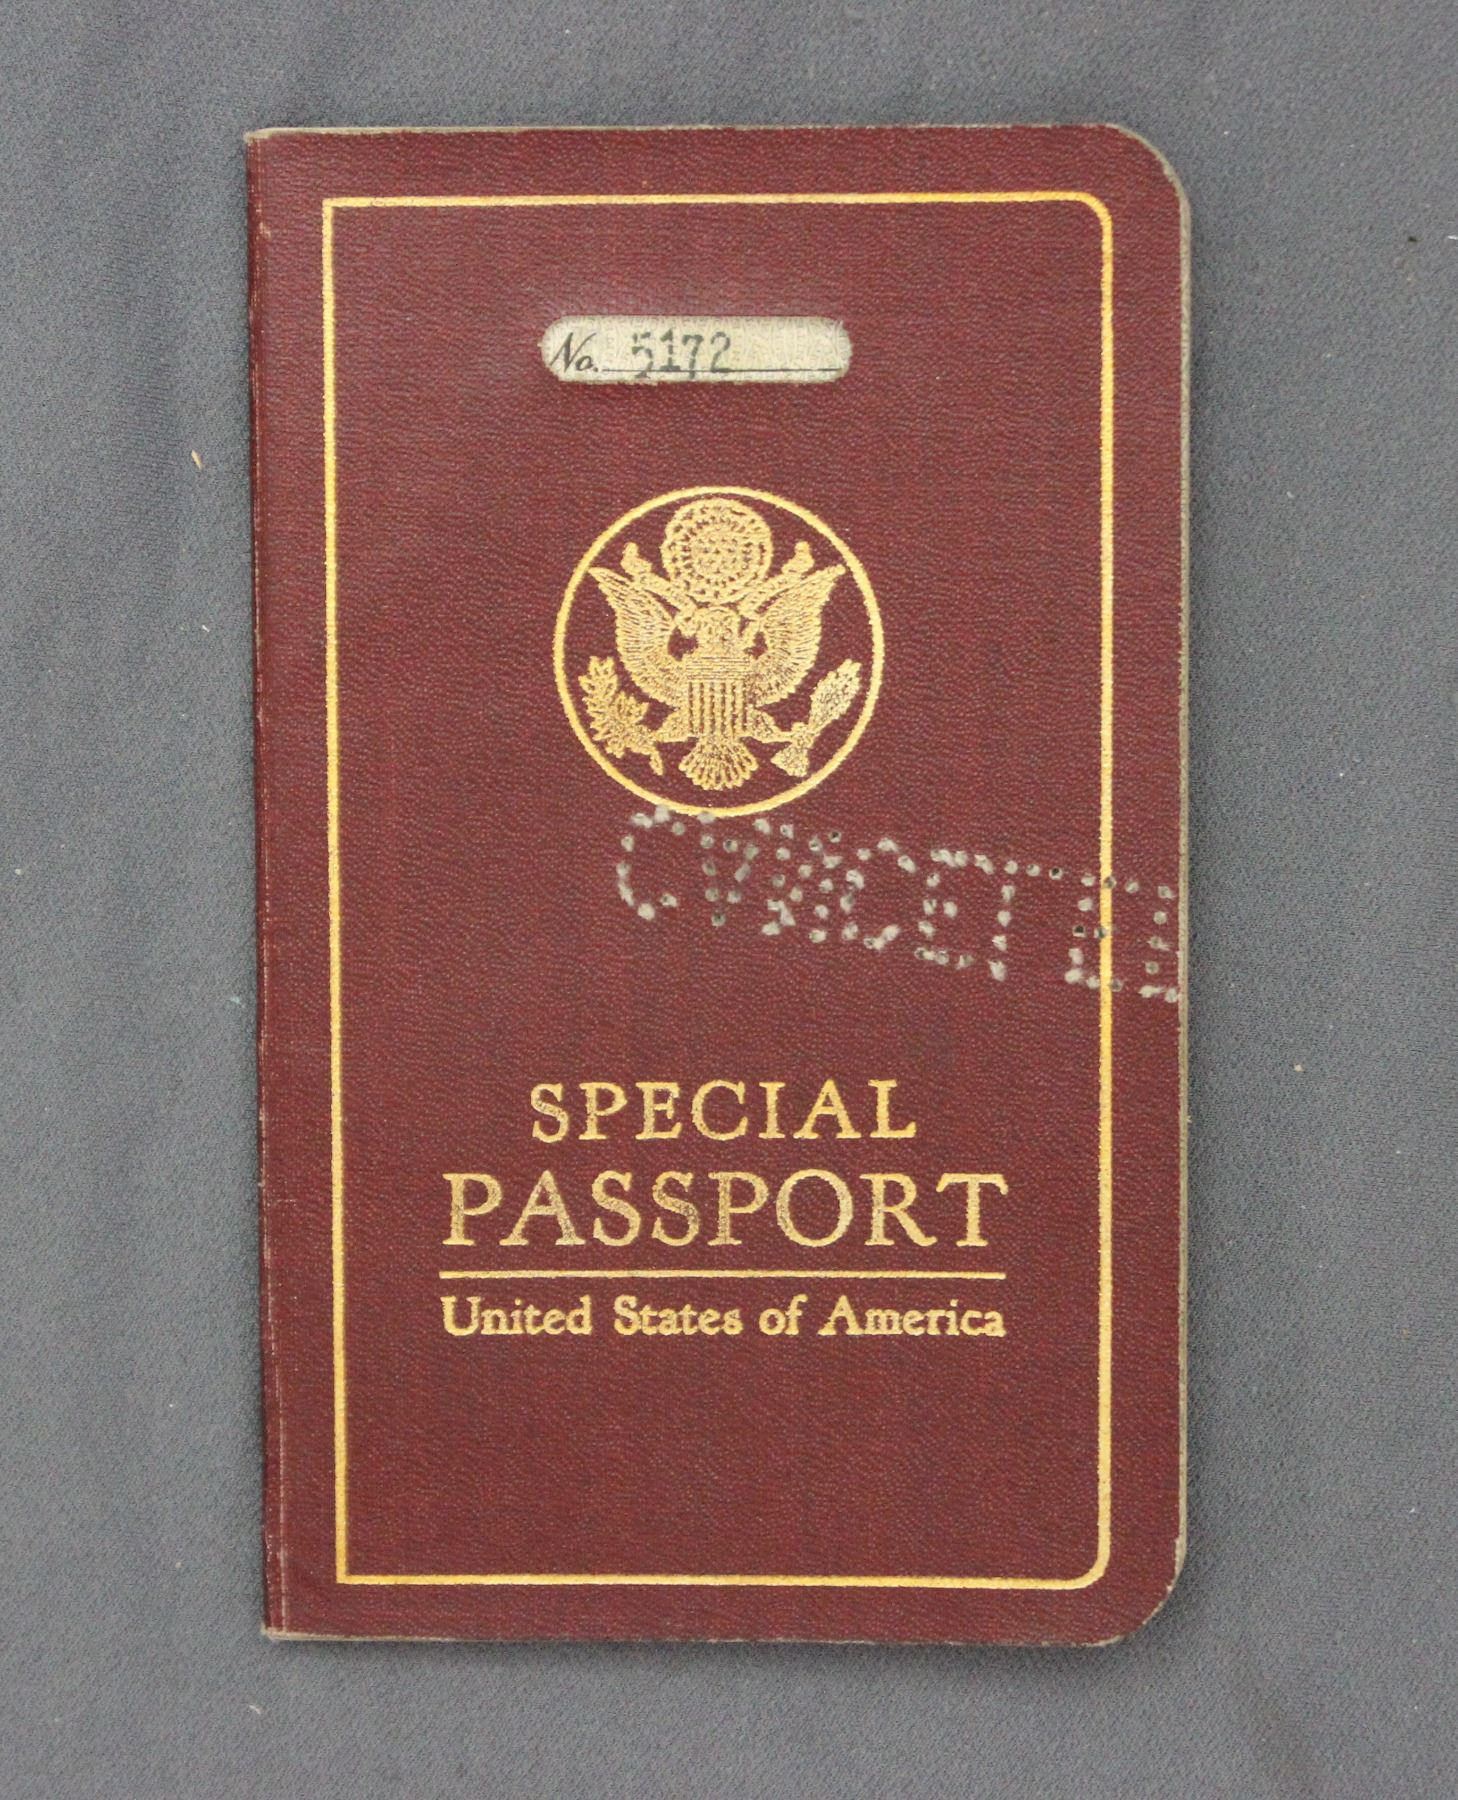 No. 5172
SPECIAL
PASSPORT
United States of America